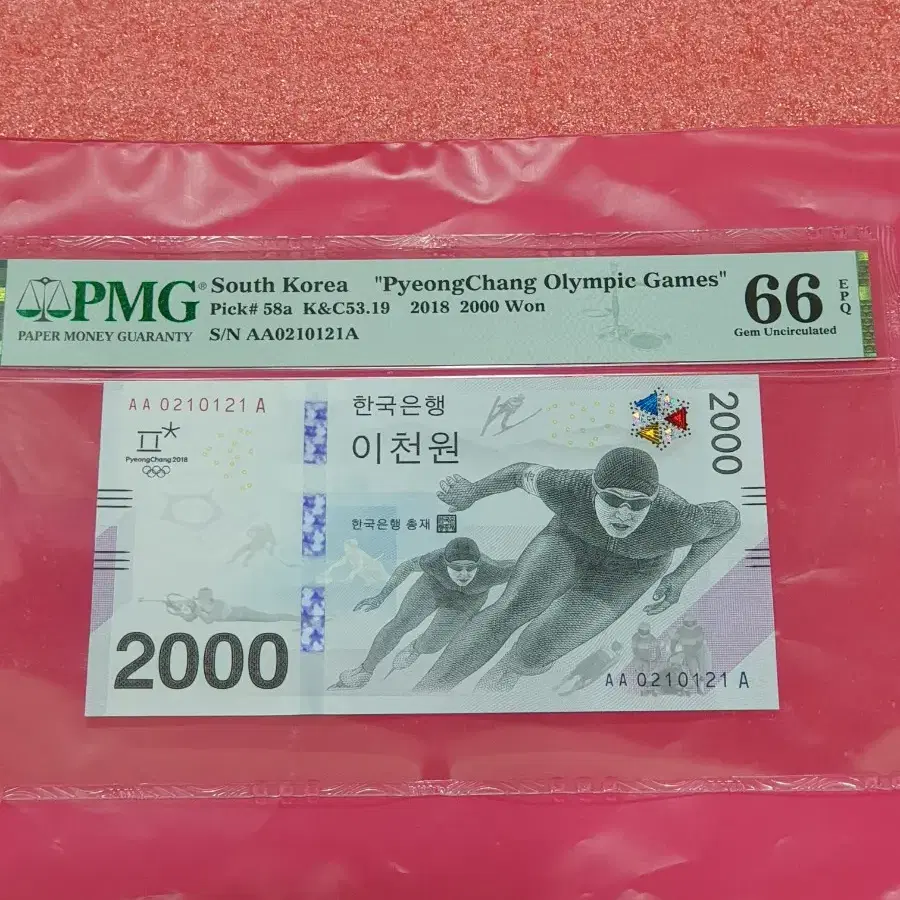 PMG® South Korea "PyeongChang Olympic Games"
Pick# 58a K&C53.19 2018 2000 Won
PAPER MONEY GUARANTY S/N AA0210121A
66 EPQ
Gem Uncirculated
AA 0210121 A
PyeongChang 2018
한국은행
이천원
2000
한국은행 총재
2000
AA 0210121 A